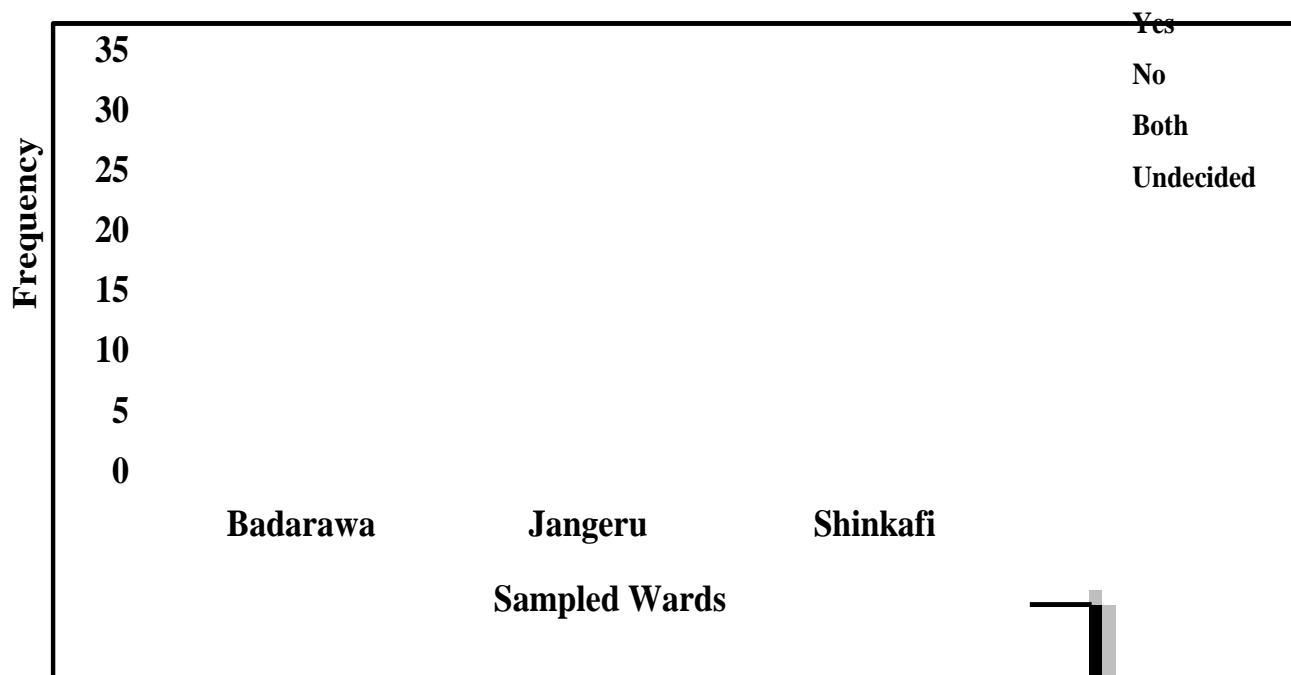 Frequency
35
30
25
20
15
10
5
0
Badarawa Jangeru Shinkafi
Sampled Wards
Yes
No
Both
Undecided